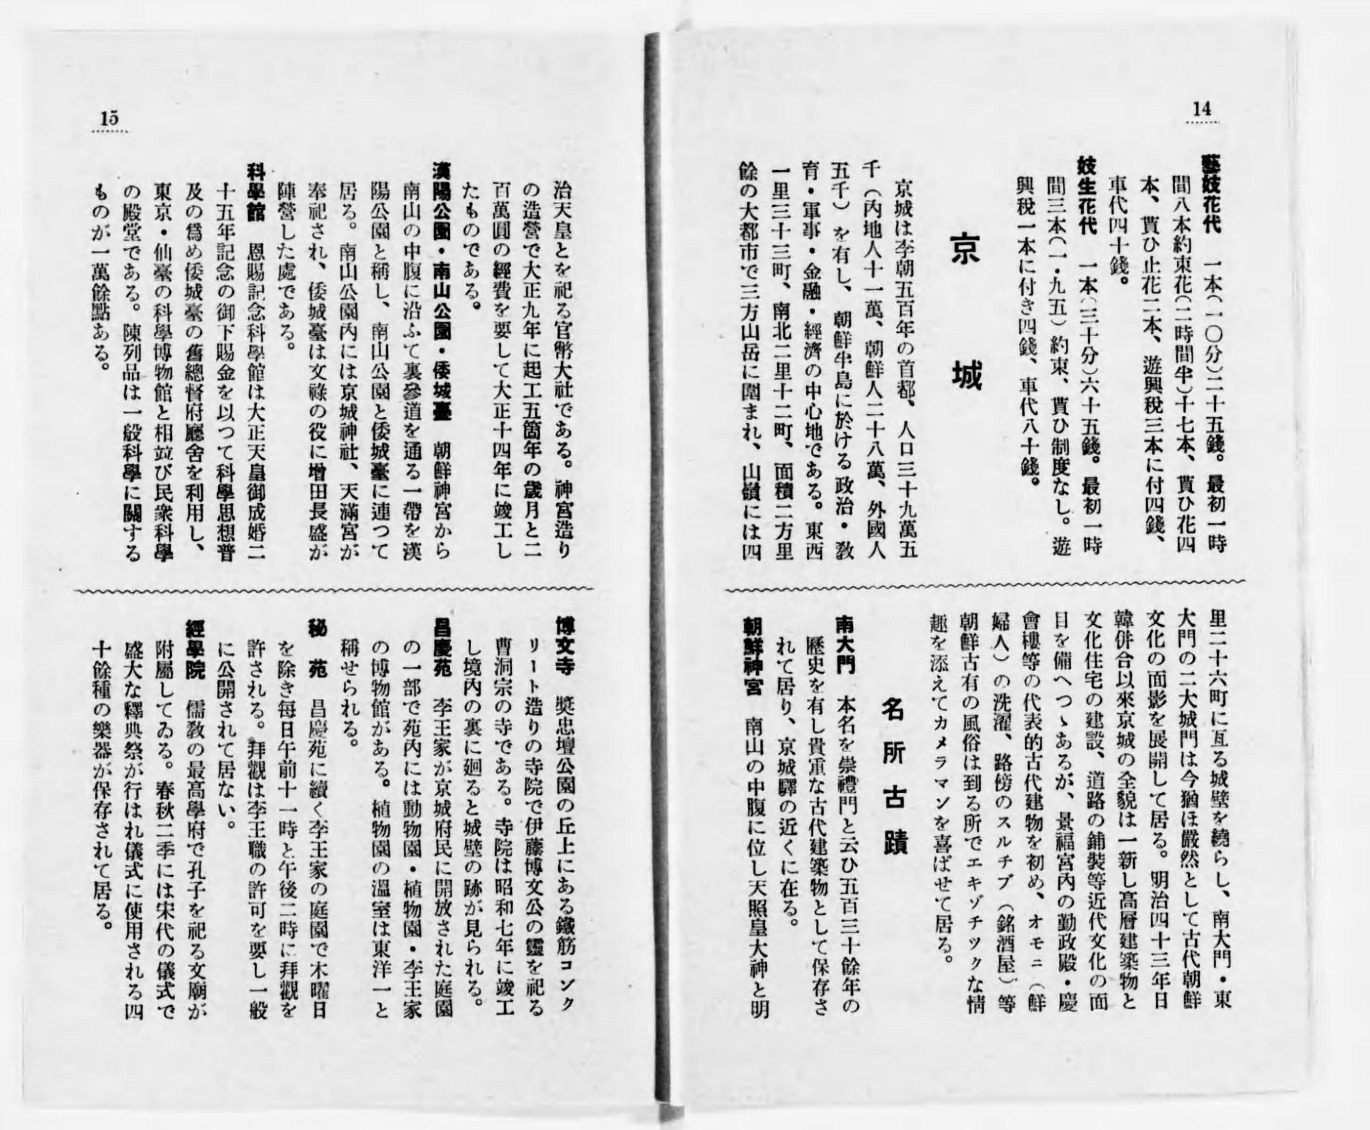 14
藝妓花代　一本(一〇分)二十五錢。最初一時
間八本約束花(二時間半)十七本、貰ひ花四
本、貰ひ止花二本、遊興税三本に付四錢、
車代四十錢。
妓生花代　一本(三十分)六十五錢。最初一時
間三本(一・九五)約束、貰ひ制度なし。遊
興税一本に付き四錢、車代八十錢。
京城
京城は李朝五百年の首都、人口三十九萬五
千(內地人十一萬、朝鮮人二十八萬、外國人
五千)を有し、朝鮮半島に於ける政治・敎
育・軍事・金融・經濟の中心地である。東西
一里三十三町、南北二里十二町、面積二方里
餘の大都市で三方山岳に圍まれ、山嶺には四
里二十六町に亙る城壁を繞らし、南大門・東
大門の二大城門は今猶ほ嚴然として古代朝鮮
文化の面影を展開して居る。明治四十三年日
韓併合以來京城の全貌は一新し高層建築物と
文化住宅の建設、道路の鋪裝等近代文化の面
目を備へつゝあるが、景福宮內の勤政殿・慶
會樓等の代表的古代建物を初め、オモニ(鮮
婦人)の洗濯、路傍のスルチブ(銘酒屋)等
朝鮮古有の風俗は到る所でエキゾチツクな情
趣を添えてカメラマンを喜ばせて居る。
名所古蹟
南大門　本名を崇禮門と云ひ五百三十餘年の
歷史を有し貴重な古代建築物として保存さ
れて居り、京城驛の近くに在る。
朝鮮神宮　南山の中腹に位し天照皇大神と明
15
治天皇とを祀る官幣大社である。神宮造り
の造營で大正九年に起工五箇年の歲月と二
百萬圓の經費を要して大正十四年に竣工し
たものである。
漢陽公園・南山公園・倭城臺　朝鮮神宮から
南山の中腹に沿ふて裏參道を通る一帶を漢
陽公園と稱し、南山公園と倭城臺に連つて
居る。南山公園內には京城神社、天滿宮が
奉祀され、倭城臺は文祿の役に增田長盛が
陣營した處である。
科學館　恩賜記念科學館は大正天皇御成婚二
十五年記念の御下賜金を以つて科學思想普
及の爲め倭城臺の舊總督府廳舍を利用し、
東京・仙臺の科學博物館と相並び民衆科學
の殿堂である。陳列品は一般科學に關する
ものが一萬餘點ある。
博文寺　奬忠壇公園の丘上にある鐵筋コンク
リート造りの寺院で伊藤博文公の靈を祀る
曹洞宗の寺である。寺院は昭和七年に竣工
し境內の裏に廻ると城壁の跡が見られる。
昌慶苑　李王家が京城府民に開放された庭園
の一部で苑內には動物園・植物園・李王家
の博物館がある。植物園の溫室は東洋一と
稱せられる。
秘　苑　昌慶苑に續く李王家の庭園で木曜日
を除き每日午前十一時と午後二時に拜觀を
許される。拜觀は李王職の許可を要し一般
に公開されて居ない。
經學院　儒敎の最高學府で孔子を祀る文廟が
附屬してゐる。春秋二季には宋代の儀式で
盛大な釋典祭が行はれ儀式に使用される四
十餘種の樂器が保存されて居る。